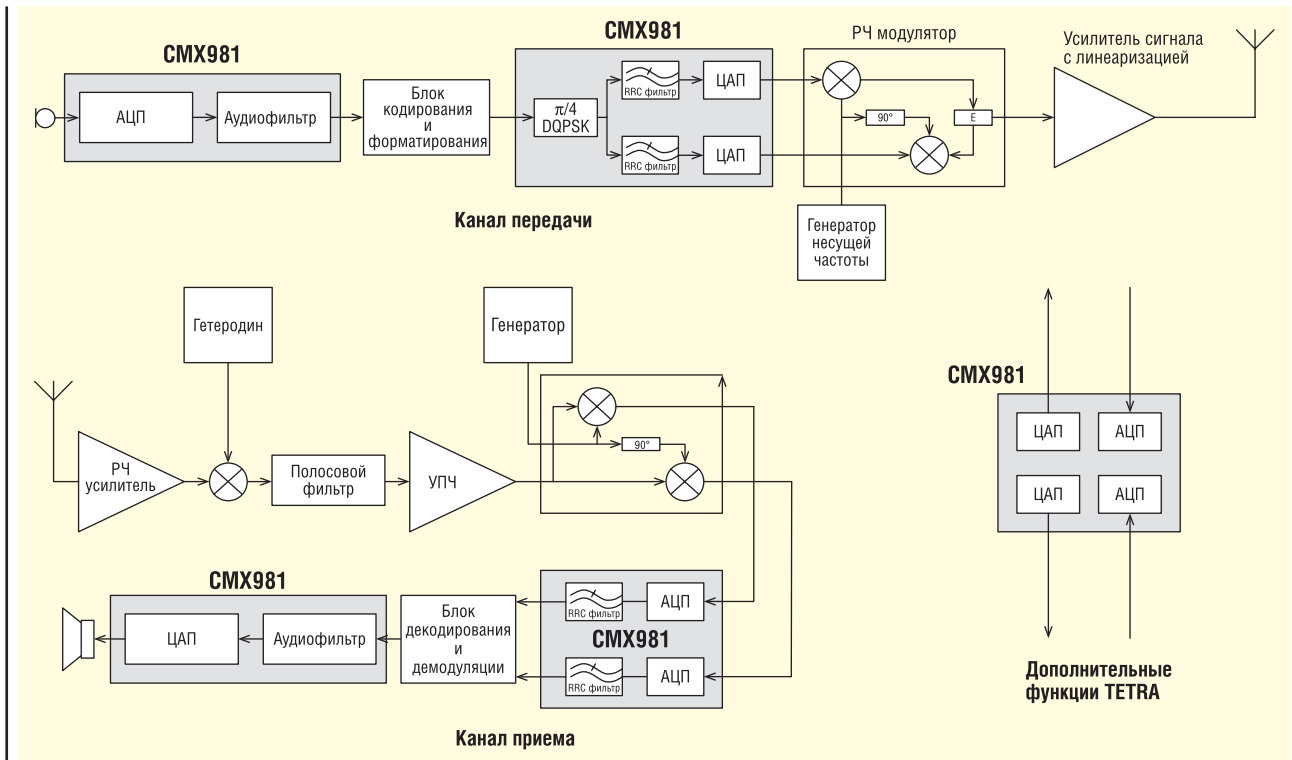 CMX981
АЦП
Аудиофильтр
Блок
кодирования
и
форматирования
CMX981
π/4
DQPSK
RRC фильтр
ЦАП
RRC фильтр
ЦАП
РЧ модулятор
90°
E
Генератор
несущей
частоты
Усилитель сигнала
с линеаризацией
Канал передачи
Гетеродин
Генератор
РЧ
усилитель
Полосовой
фильтр
УПЧ
90°
CMX981
ЦАП
Аудиофильтр
Блок
декодирования
и
демодуляции
RRC фильтр
АЦП
CMX981
RRC фильтр
АЦП
Канал приема
CMX981
ЦАП
АЦП
ЦАП
АЦП
Дополнительные
функции TETRA